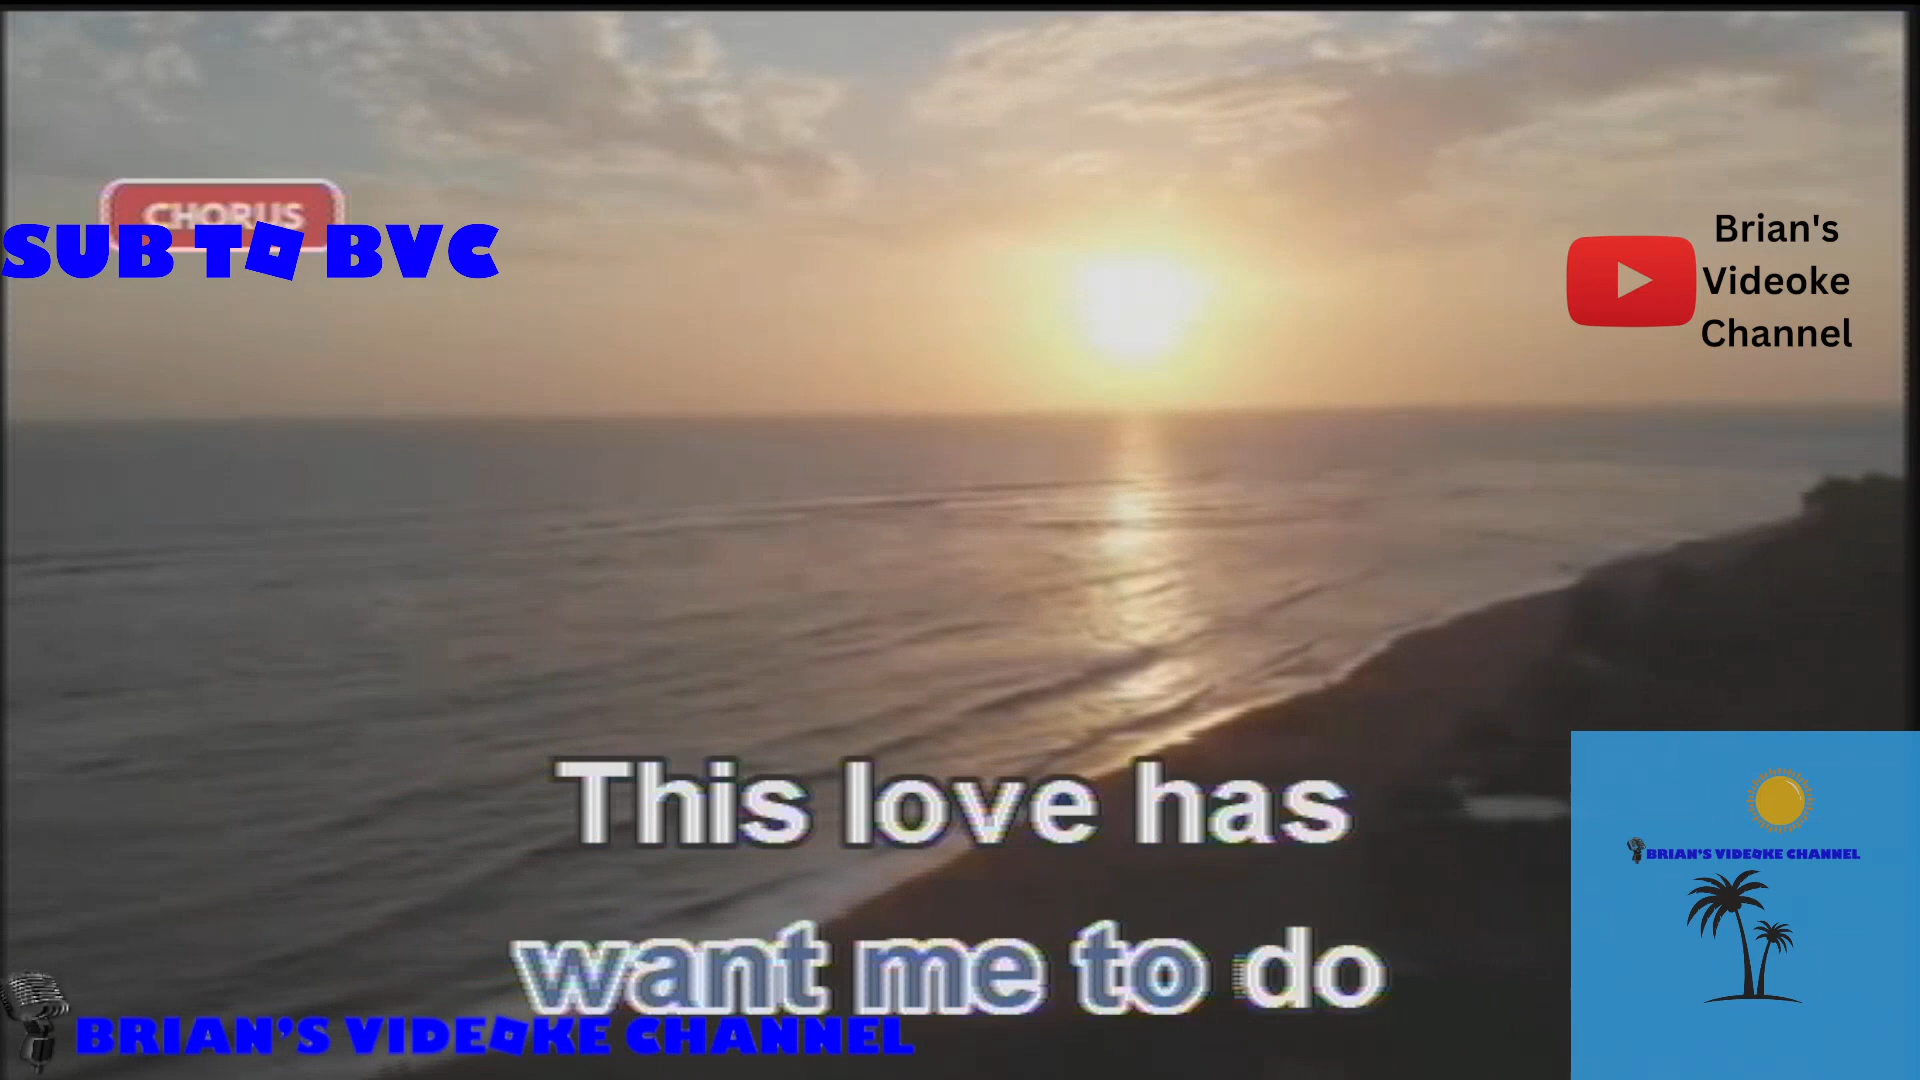 CHORUS
SUB TO BVC
Brian's
Videoke
Channel
This love has
want me to do
BRIAN'S VIDEOKE CHANNEL
BRIAN'S VIDEOKE CHANNEL